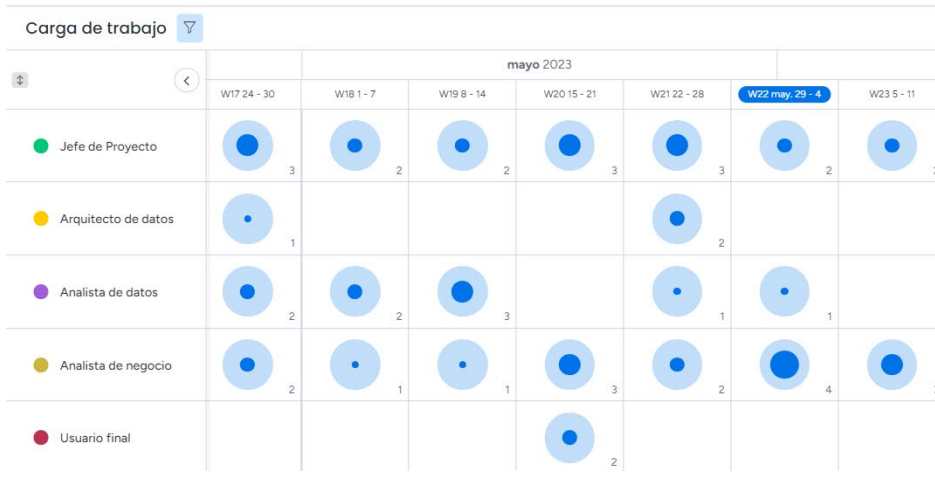 Carga de trabajo
mayo 2023
W17 24 - 30 W18 1 - 7 W19 8 - 14 W20 15 - 21 W21 22 - 28 W22 may. 29 - 4 W23 5 - 11
Jefe de Proyecto 3 2 2 3 3 2
Arquitecto de datos 1 2
Analista de datos 2 2 3 1 1
Analista de negocio 2 1 1 3 2 4
Usuario final 2